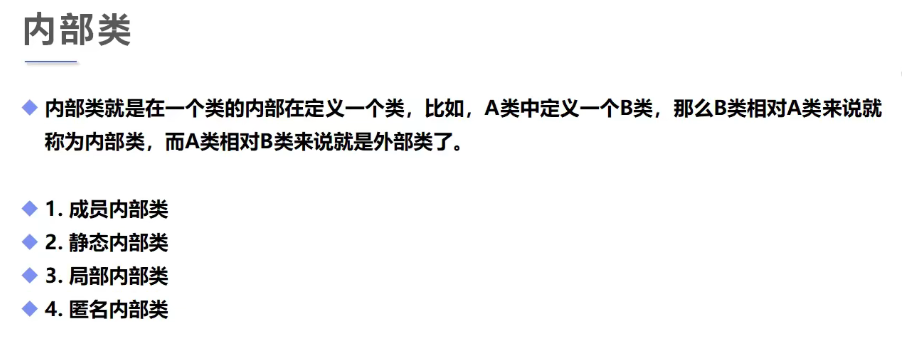 内部类
内部类就是在一个类的内部在定义一个类，比如，A类中定义一个B类，那么B类相对A类来说就
称为内部类，而A类相对B类来说就是外部类了。
1. 成员内部类
2. 静态内部类
3. 局部内部类
4. 匿名内部类